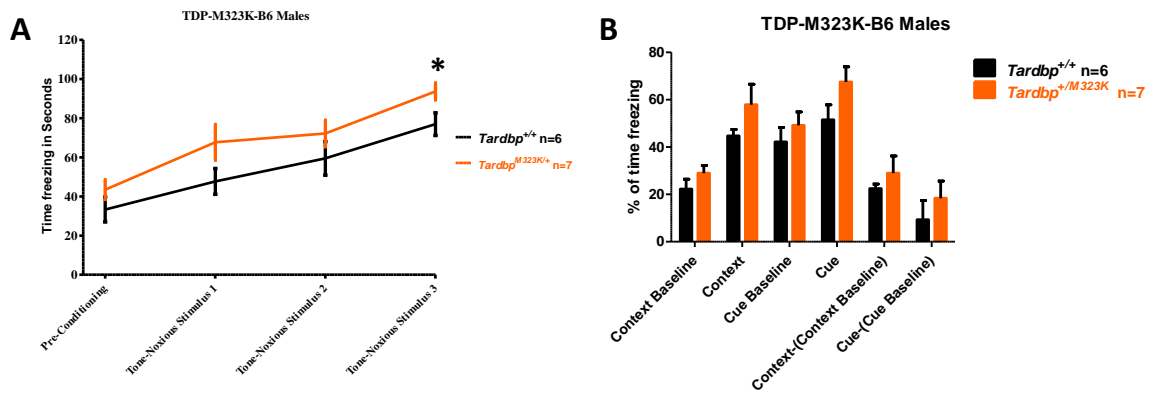 A
TDP-M323K-B6 Males
Time freezing in Seconds
120
100
80
60
40
20
0
*
Pre-Conditioning
Tone-Noxious Stimulus 1
Tone-Noxious Stimulus 2
Tone-Noxious Stimulus 3
Tardbp+/+ n=6
TardbpM323K/+ n=7
B
TDP-M323K-B6 Males
% of time freezing
80
60
40
20
0
Context Baseline
Context
Cue Baseline
Cue
Context-(Context Baseline)
Cue-(Cue Baseline)
Tardbp+/+ n=6
Tardbp+/M323K n=7